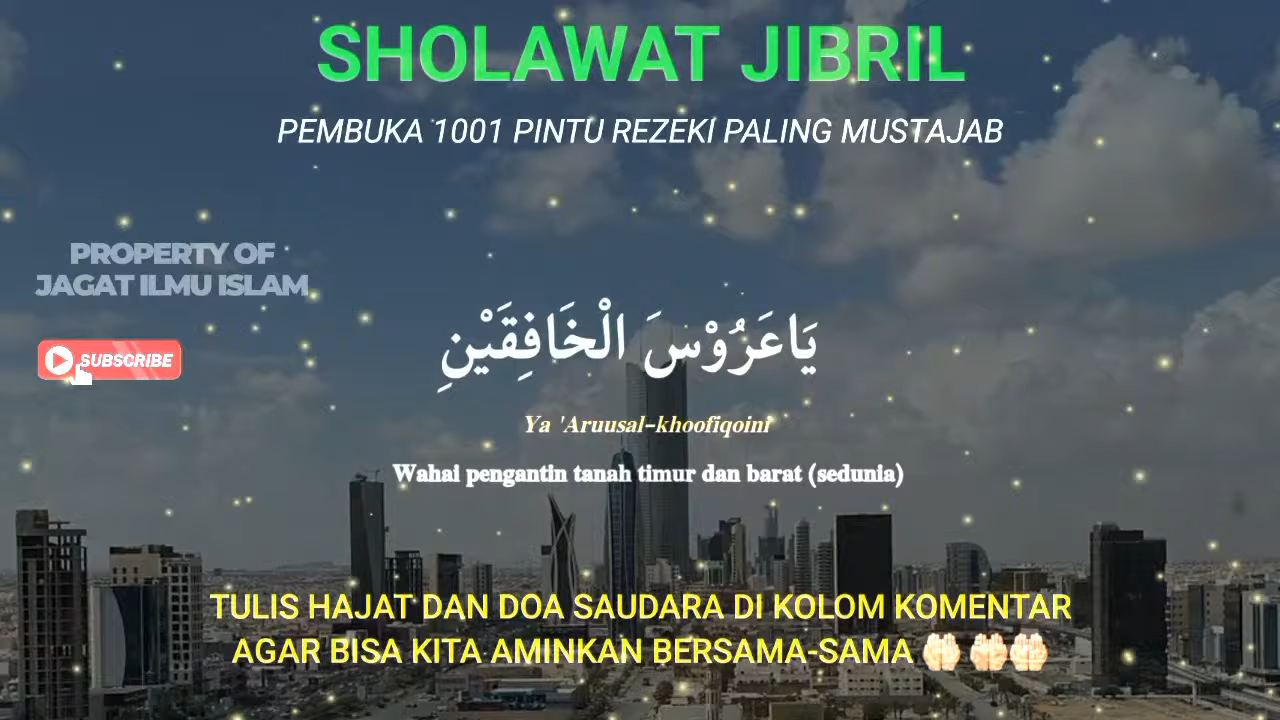 SHOLAWAT JIBRIL
PEMBUKA 1001 PINTU REZEKI PALING MUSTAJAB
PROPERTY OF
JAGAT ILMU ISLAM
SUBSCRIBE
يَاعَرُوْسَ الْخَافِقَيْنِ
Ya 'Aruusal-khoofiqoini
Wahai pengantin tanah timur dan barat (sedunia)
TULIS HAJAT DAN DOA SAUDARA DI KOLOM KOMENTAR
AGAR BISA KITA AMINKAN BERSAMA-SAMA 🤲🏻 🤲🏻🤲🏻